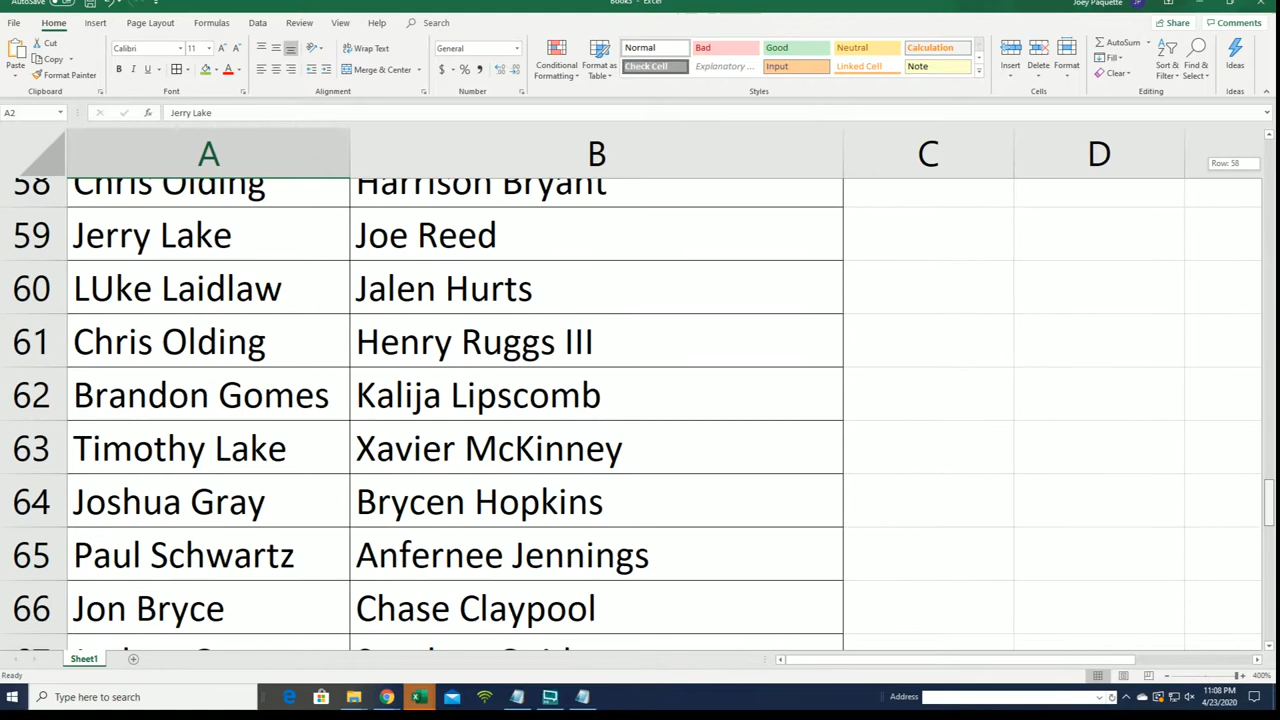 Book3 - Excel
Joey Paquette
JP
File Home Insert Page Layout Formulas Data Review View Help Search Share Comments
Paste
Cut
Copy
Format Painter
Clipboard
Calibri 11
B I U
Font
Wrap Text
Merge & Center
Alignment
General
$ % ,
Number
Conditional Formatting
Format as Table
Normal Bad Good Neutral Calculation
Check Cell Explanatory ... Input Linked Cell Note
Styles
Insert Delete Format
Cells
AutoSum
Fill
Clear
Sort & Filter
Find & Select
Editing
Ideas
Ideas
A2 fx Jerry Lake
A B C D
Row: 58
58 Chris Olding Harrison Bryant
59 Jerry Lake Joe Reed
60 LUke Laidlaw Jalen Hurts
61 Chris Olding Henry Ruggs III
62 Brandon Gomes Kalija Lipscomb
63 Timothy Lake Xavier McKinney
64 Joshua Gray Brycen Hopkins
65 Paul Schwartz Anfernee Jennings
66 Jon Bryce Chase Claypool
67
Sheet1
Ready
400%
Type here to search
Address
11:08 PM
4/23/2020